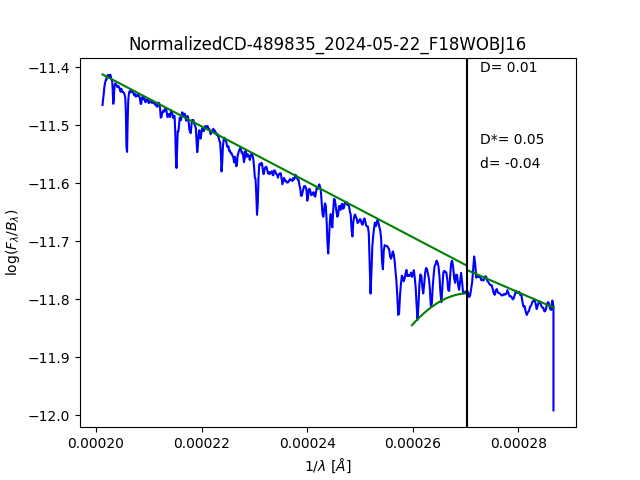 NormalizedCD-489835_2024-05-22_F18WOBJ16
D= 0.01
D*= 0.05
d= -0.04
log(Fλ/Bλ)
−11.4
−11.5
−11.6
−11.7
−11.8
−11.9
−12.0
0.00020
0.00022
0.00024
0.00026
0.00028
1/λ [Å]